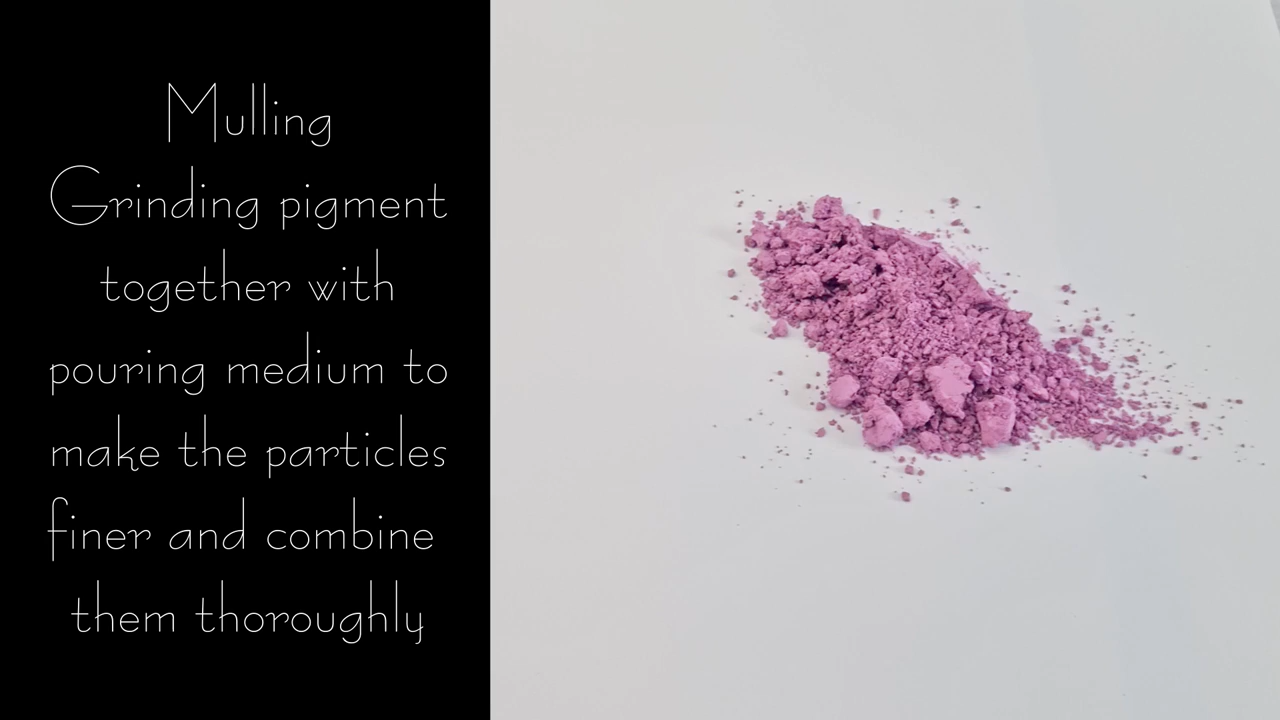 Mulling
Grinding pigment
together with
pouring medium to
make the particles
finer and combine
them thoroughly